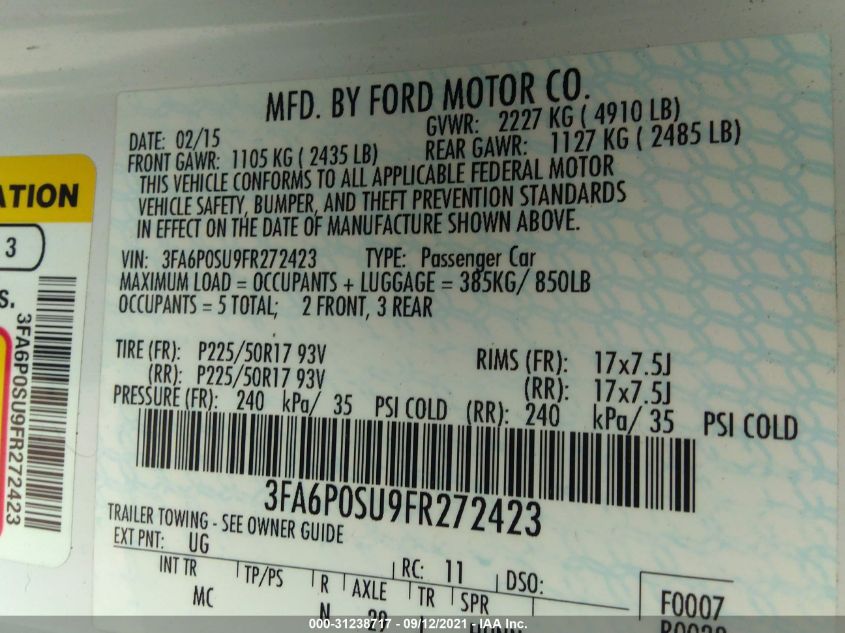 MFD. BY FORD MOTOR CO.
DATE: 02/15
GVWR: 2227 KG ( 4910 LB)
FRONT GAWR: 1105 KG ( 2435 LB)
REAR GAWR: 1127 KG ( 2485 LB)
THIS VEHICLE CONFORMS TO ALL APPLICABLE FEDERAL MOTOR
VEHICLE SAFETY, BUMPER, AND THEFT PREVENTION STANDARDS
IN EFFECT ON THE DATE OF MANUFACTURE SHOWN ABOVE.
VIN: 3FA6P0SU9FR272423 TYPE: Passenger Car
MAXIMUM LOAD = OCCUPANTS + LUGGAGE = 385KG/ 850LB
OCCUPANTS = 5 TOTAL; 2 FRONT, 3 REAR
TIRE (FR): P225/50R17 93V RIMS (FR): 17x7.5J
(RR): P225/50R17 93V (RR): 17x7.5J
PRESSURE (FR): 240 kPa/ 35 PSI COLD (RR): 240 kPa/ 35 PSI COLD
3FA6P0SU9FR272423
TRAILER TOWING - SEE OWNER GUIDE
EXT PNT: UG RC: 11 DSO:
INT TR TP/PS R AXLE TR SPR F0007
MC N 29
ATION
3
S.
3FA6P0SU9FR272423
000-31238717 - 09/12/2021 - IAA Inc.